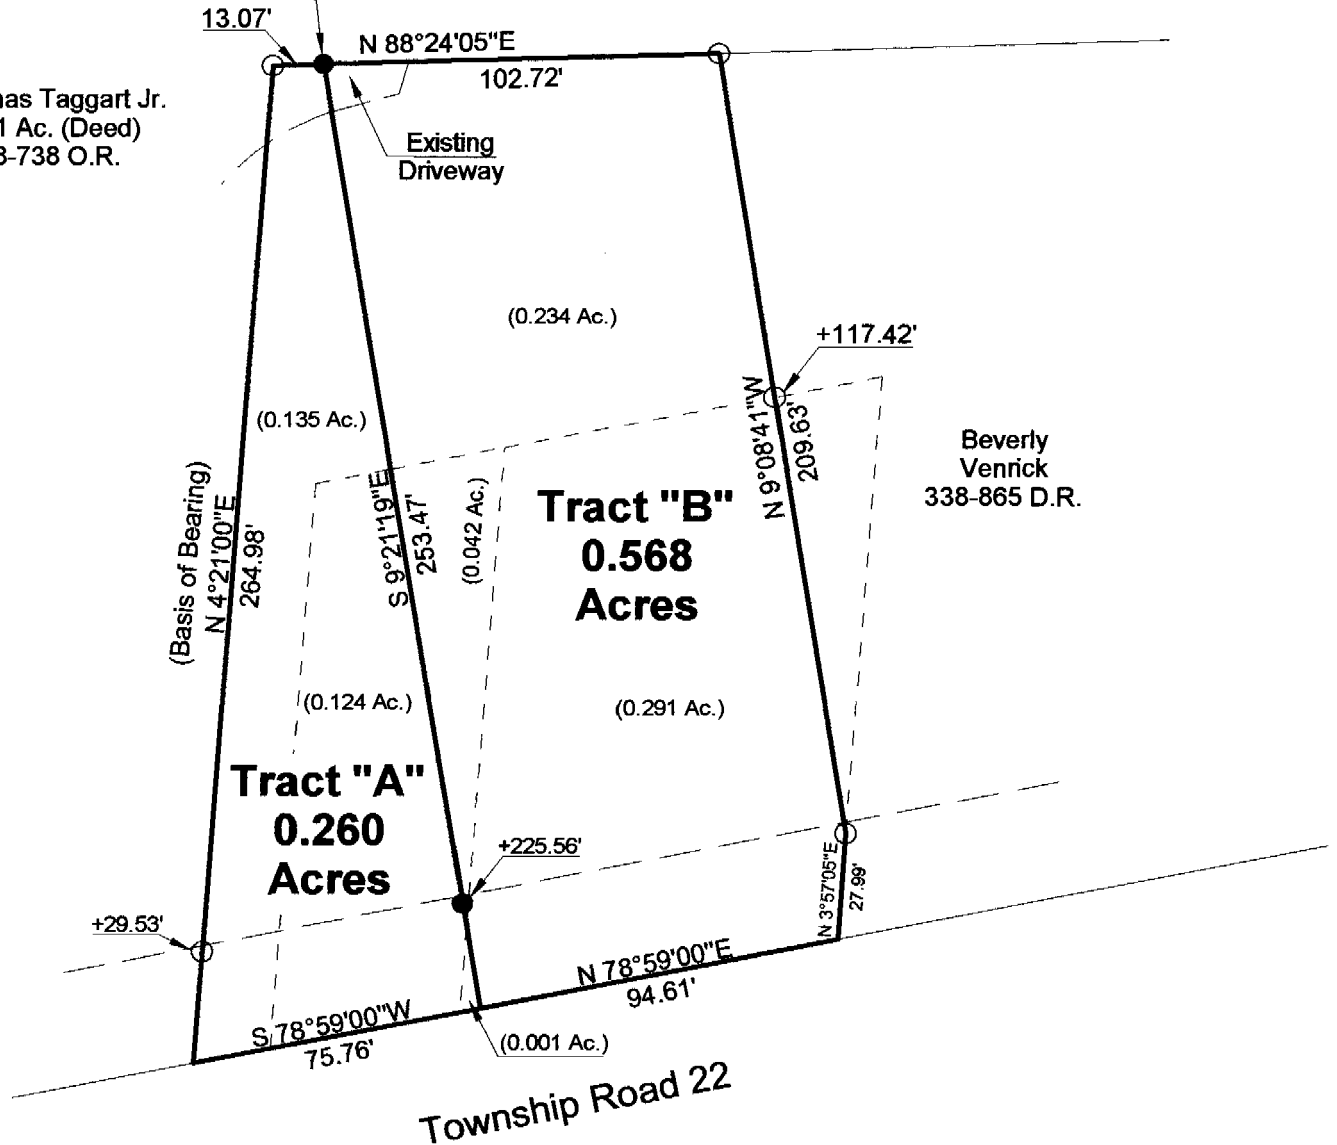 13.07'
N 88°24'05"E
102.72'
Taggart Jr.
Ac. (Deed)
-738 O.R.
Existing
Driveway
(0.234 Ac.)
+117.42'
(0.135 Ac.)
N 9°08'41"W
209.63'
Beverly
Venrick
338-865 D.R.
(Basis of Bearing)
N 4°21'00"E
264.98'
S 9°21'19"E
253.47'
(0.042 Ac.)
Tract "B"
0.568
Acres
(0.124 Ac.)
(0.291 Ac.)
Tract "A"
0.260
Acres
+225.56'
N 3°57'05"E
27.99'
+29.53'
N 78°59'00"E
94.61'
S 78°59'00"W
75.76'
(0.001 Ac.)
Township Road 22